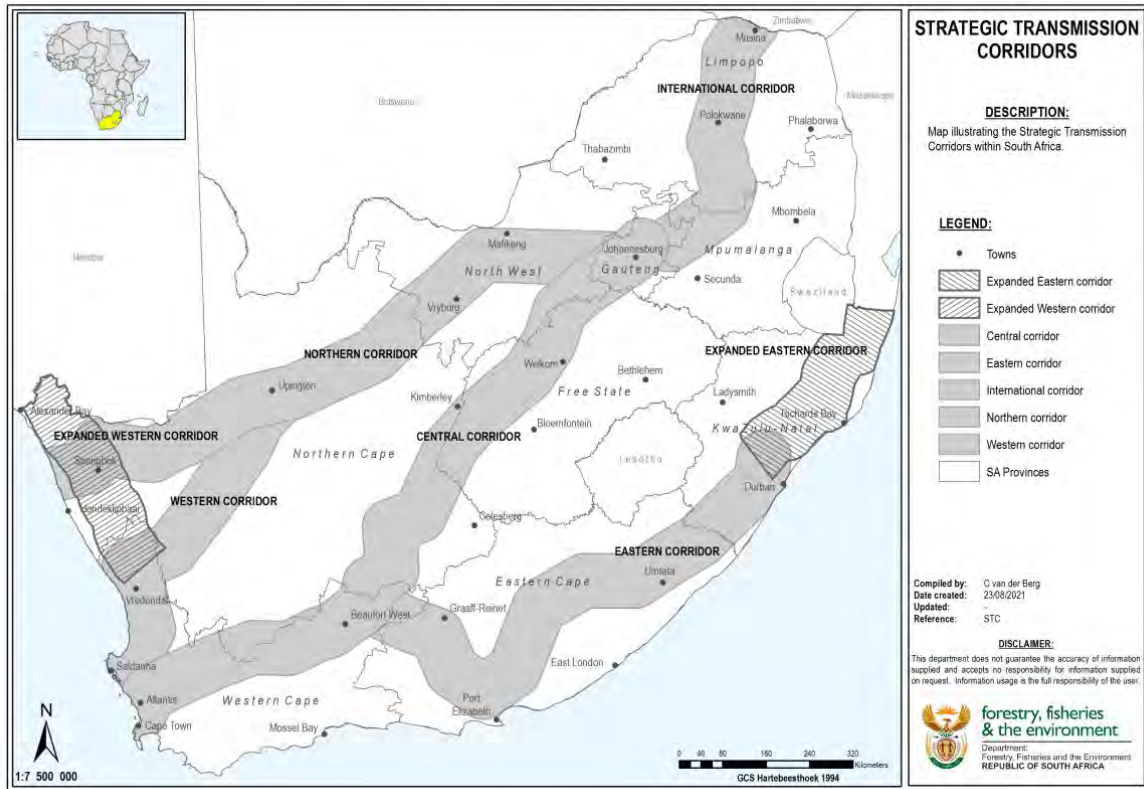 STRATEGIC TRANSMISSION
CORRIDORS
DESCRIPTION:
Map illustrating the Strategic Transmission
Corridors within South Africa.
LEGEND:
Towns
Expanded Eastern corridor
Expanded Western corridor
Central corridor
Eastern corridor
International corridor
Northern corridor
Western corridor
SA Provinces
Compiled by: C van der Berg
Date created: 23/08/2021
Updated: -
Reference: STC
DISCLAIMER:
This department does not guarantee the accuracy of information
supplied and accepts no responsibility for information supplied
on request. Information usage is the full responsibility of the user.
forestry, fisheries
& the environment
Department:
Forestry, Fisheries and the Environment
REPUBLIC OF SOUTH AFRICA
Zimbabwe
Musina
Limpopo
INTERNATIONAL CORRIDOR
Botswana
Mozambique
Polokwane
Phalaborwa
Thabazimbi
Mbombela
Mafikeng
Johannesburg
Mpumalanga
Namibia
North West
Gauteng
Secunda
Swaziland
Vryburg
NORTHERN CORRIDOR
EXPANDED EASTERN CORRIDOR
Welkom
Bethlehem
Upington
Free State
Ladysmith
Kimberley
Alexander Bay
Richards Bay
EXPANDED WESTERN CORRIDOR
CENTRAL CORRIDOR
Bloemfontein
KwaZulu-Natal
Northern Cape
Lesotho
Springbok
Durban
WESTERN CORRIDOR
Hondeklipbaai
Colesberg
EASTERN CORRIDOR
Eastern Cape
Umtata
Vredendal
Graaff-Reinet
Beaufort West
East London
Saldanha
Western Cape
Port
Elizabeth
Atlantis
Cape Town
Mossel Bay
N
1:7 500 000
0 40 80 160 240 320
Kilometers
GCS Hartebeesthoek 1994